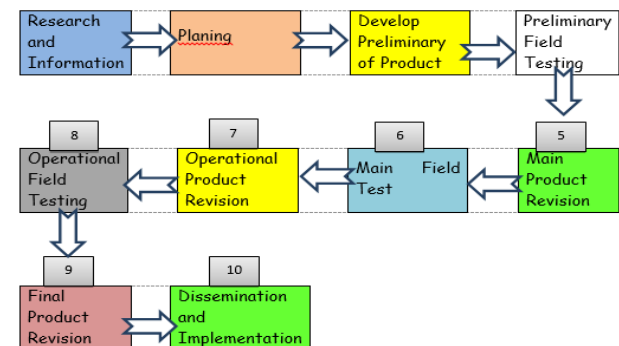 Research
and
Information
Planing
Develop
Preliminary
of Product
Preliminary
Field
Testing
5
Main
Product
Revision
6
Main Field
Test
7
Operational
Product
Revision
8
Operational
Field
Testing
9
Final
Product
Revision
10
Dissemination
and
Implementation